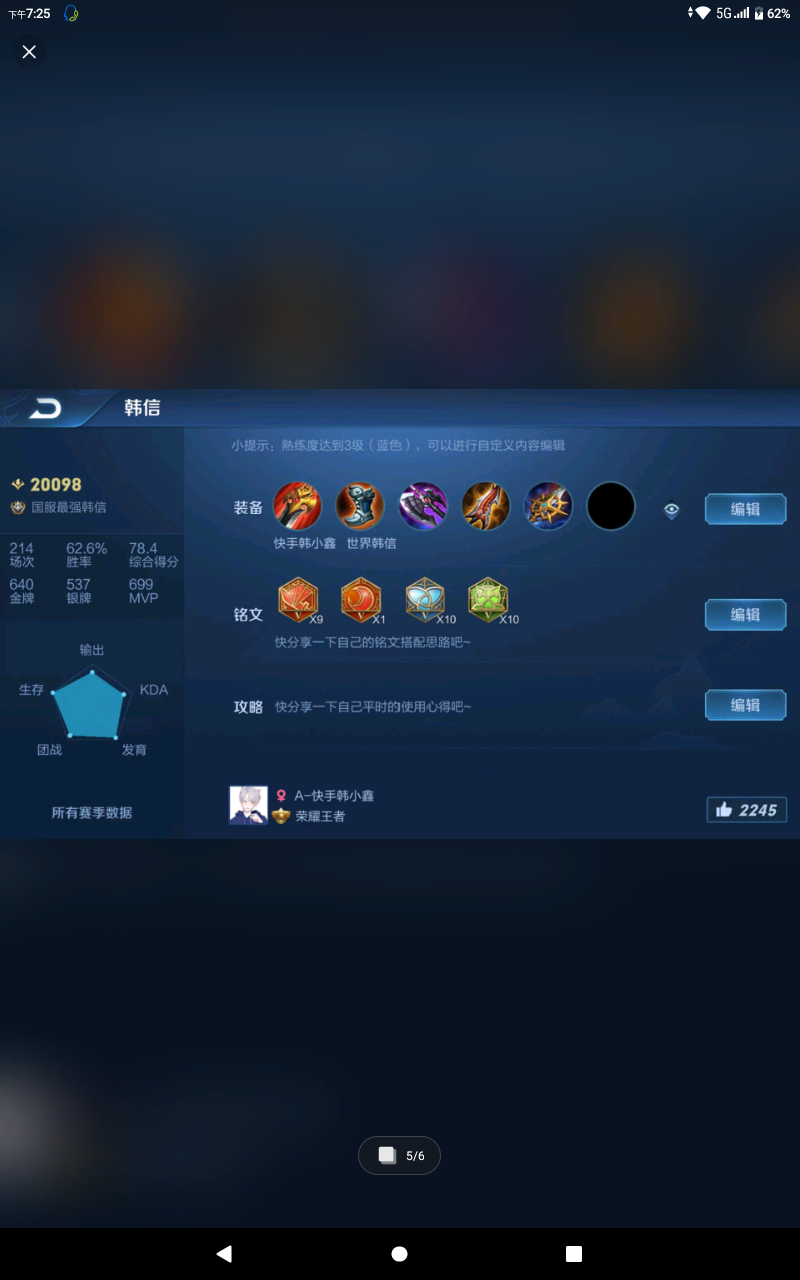 下午7:25
5G
62%
韩信
小提示：熟练度达到3级（蓝色），可以进行自定义内容编辑
20098
国服最强韩信
装备
编辑
快手韩小鑫 世界韩信
214 62.6% 78.4
场次 胜率 综合得分
640 537 699
金牌 银牌 MVP
铭文
X9 X1 X10 X10
编辑
快分享一下自己的铭文搭配思路吧~
输出
生存 KDA
团战 发育
攻略 快分享一下自己平时的使用心得吧~
编辑
所有赛季数据
A-快手韩小鑫
荣耀王者
2245
5/6